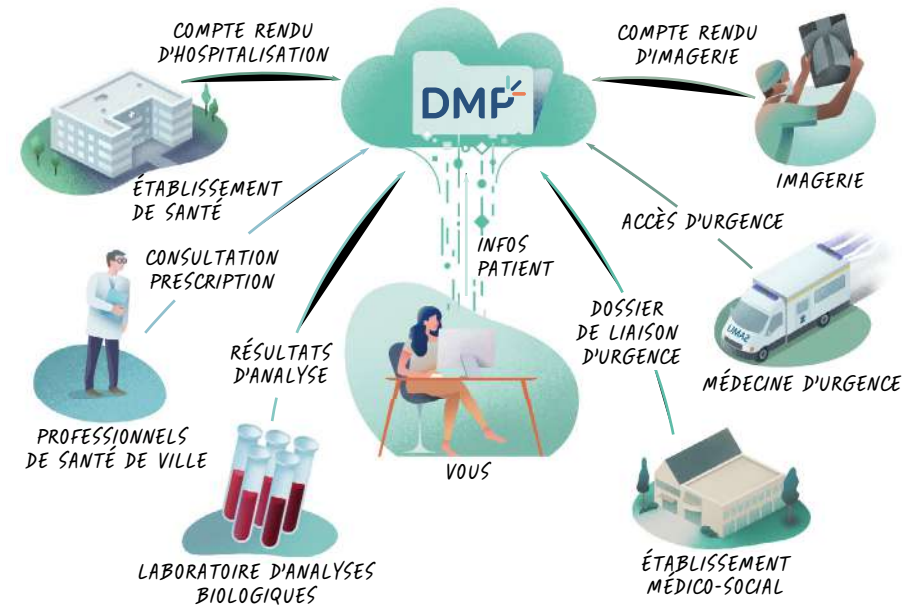 COMPTE RENDU
D'HOSPITALISATION
COMPTE RENDU
D'IMAGERIE
DMP
IMAGERIE
ÉTABLISSEMENT
DE SANTÉ
ACCÈS D'URGENCE
INFOS
PATIENT
CONSULTATION
PRESCRIPTION
DOSSIER
DE LIAISON
D'URGENCE
UMA2
RÉSULTATS
D'ANALYSE
MÉDECINE D'URGENCE
PROFESSIONNELS
DE SANTÉ DE VILLE
VOUS
LABORATOIRE D'ANALYSES
BIOLOGIQUES
ÉTABLISSEMENT
MÉDICO-SOCIAL